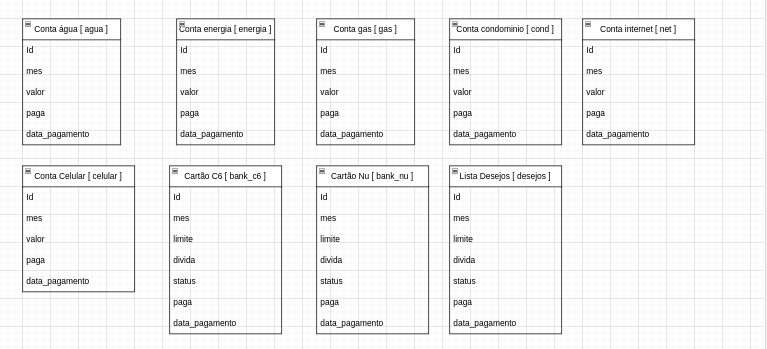 Conta água [ agua ]
Id
mes
valor
paga
data_pagamento
Conta energia [ energia ]
Id
mes
valor
paga
data_pagamento
Conta gas [ gas ]
Id
mes
valor
paga
data_pagamento
Conta condominio [ cond ]
Id
mes
valor
paga
data_pagamento
Conta internet [ net ]
Id
mes
valor
paga
data_pagamento
Conta Celular [ celular ]
Id
mes
valor
paga
data_pagamento
Cartão C6 [ bank_c6 ]
Id
mes
limite
divida
status
paga
data_pagamento
Cartão Nu [ bank_nu ]
Id
mes
limite
divida
status
paga
data_pagamento
Lista Desejos [ desejos ]
Id
mes
limite
divida
status
paga
data_pagamento